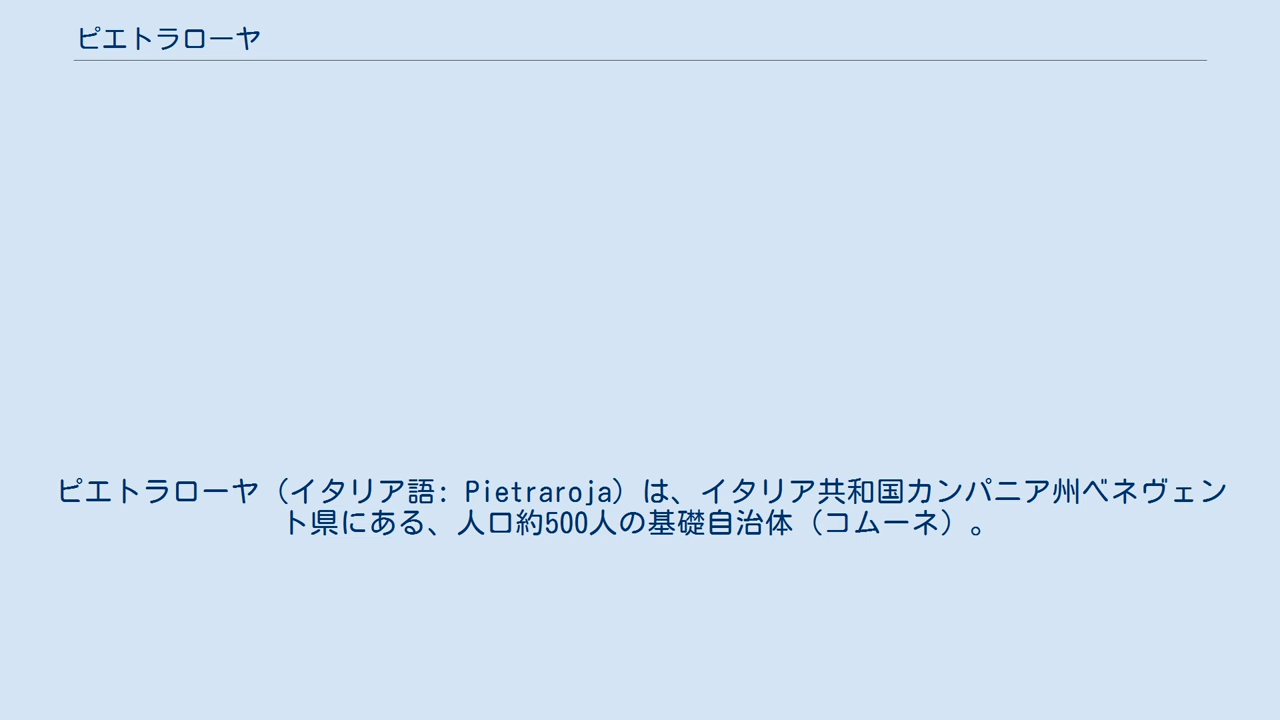 ピエトラローヤ
ピエトラローヤ（イタリア語: Pietraroja）は、イタリア共和国カンパニア州ベネヴェン
ト県にある、人口約500人の基礎自治体（コムーネ）。